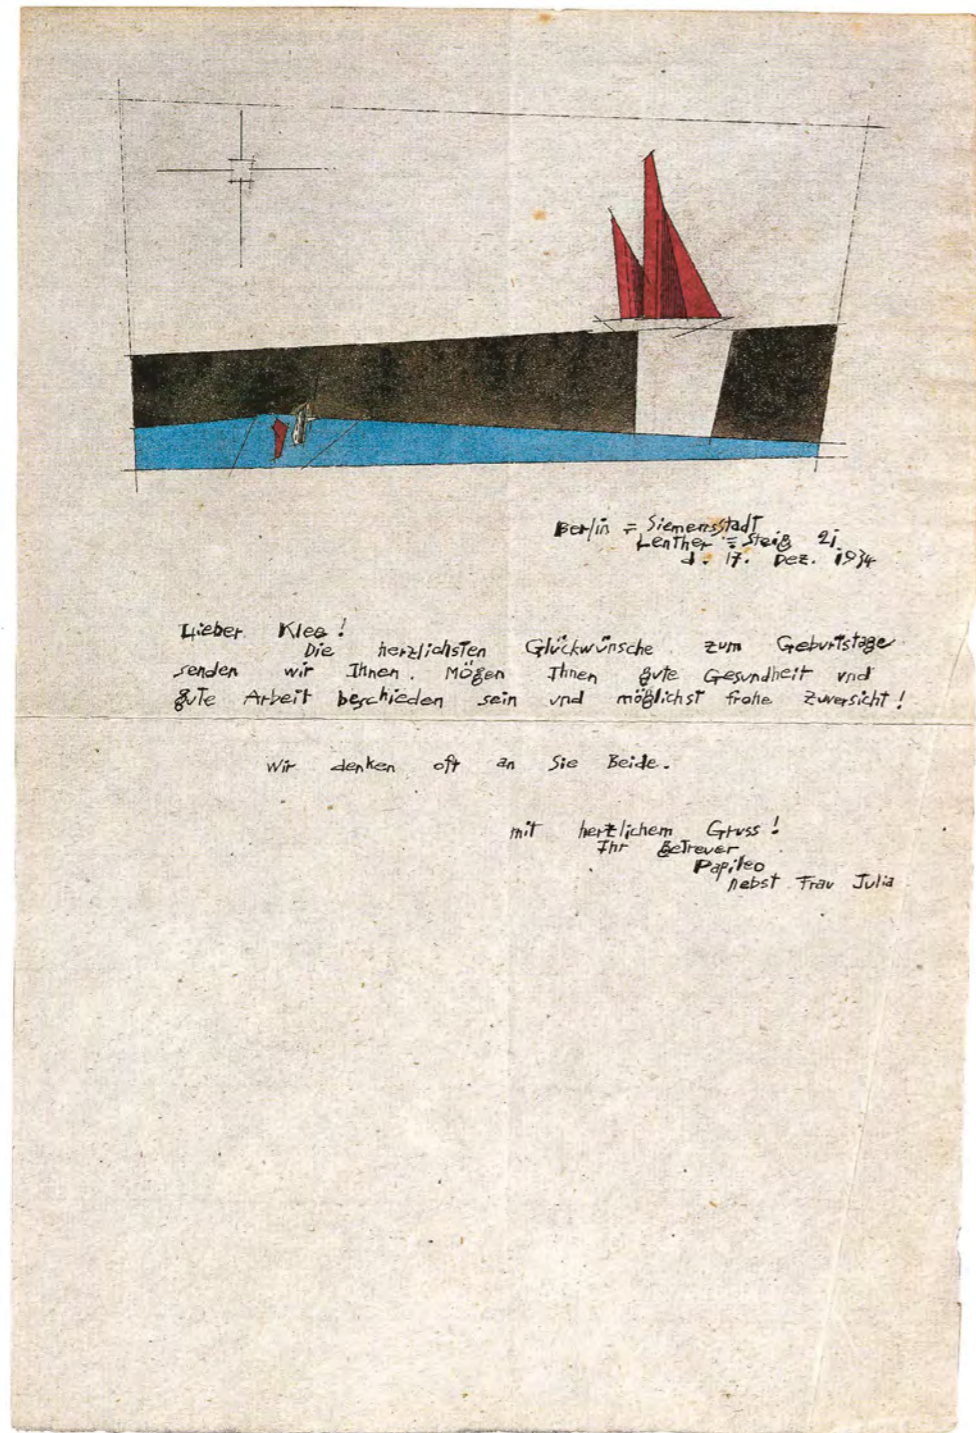 Berlin = Siemensstadt
Lenther = Steig 21
d. 17. Dez. 1934
Lieber Klee!
Die herzlichsten Glückwünsche zum Geburtstage
senden wir Ihnen. Mögen Ihnen gute Gesundheit und
gute Arbeit beschieden sein und möglichst frohe Zuversicht!
Wir denken oft an Sie Beide.
mit herzlichem Gruss!
Ihr getreuer
Papileo
nebst Frau Julia